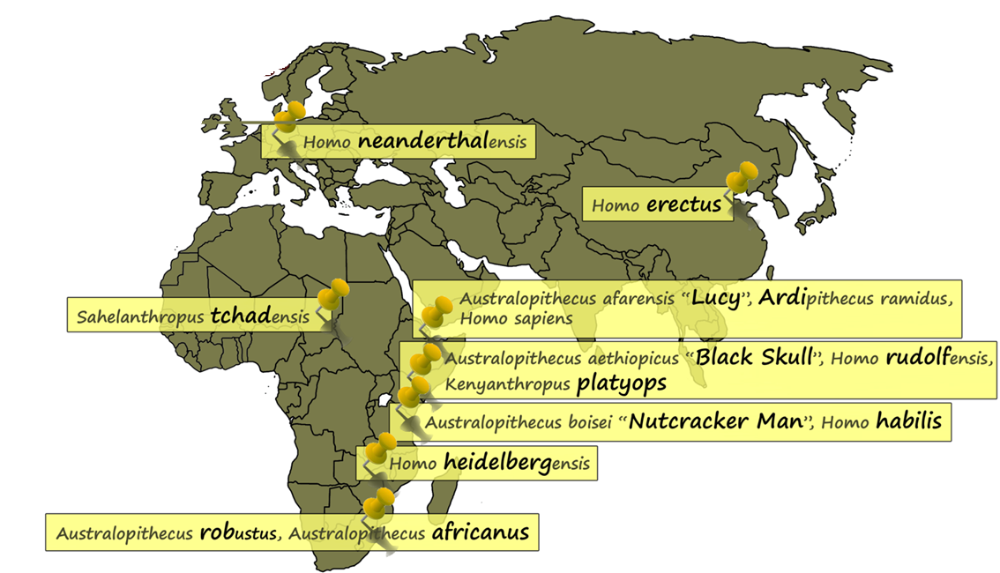 Homo neanderthalensis
Homo erectus
Sahelanthropus tchadensis
Australopithecus afarensis “Lucy”, Ardipithecus ramidus,
Homo sapiens
Australopithecus aethiopicus “Black Skull”, Homo rudolfensis,
Kenyanthropus platyops
Australopithecus boisei “Nutcracker Man”, Homo habilis
Homo heidelbergensis
Australopithecus robustus, Australopithecus africanus